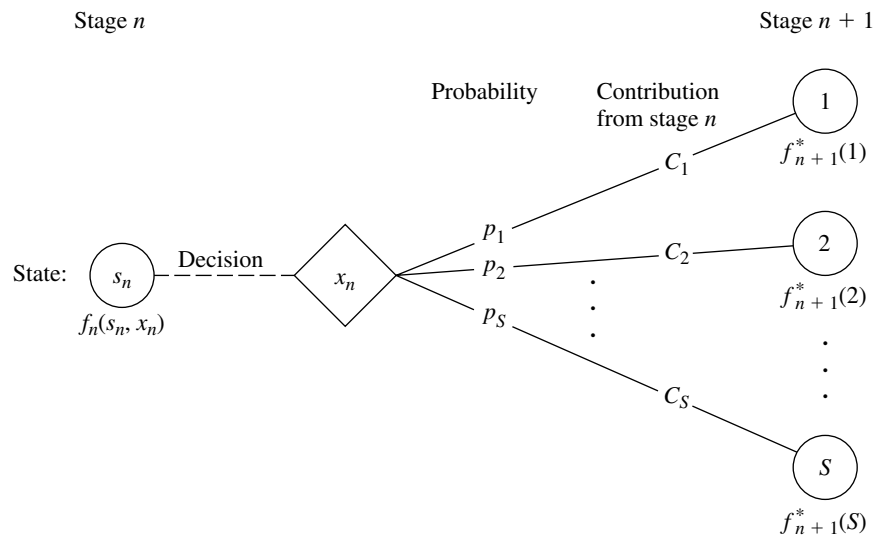 Stage n Stage n + 1
Probability Contribution
from stage n
1
f*n + 1(1)
C1
p1
2
C2
p2
f*n + 1(2)
State: sn Decision xn
fn(sn, xn)
pS
CS
S
f*n + 1(S)